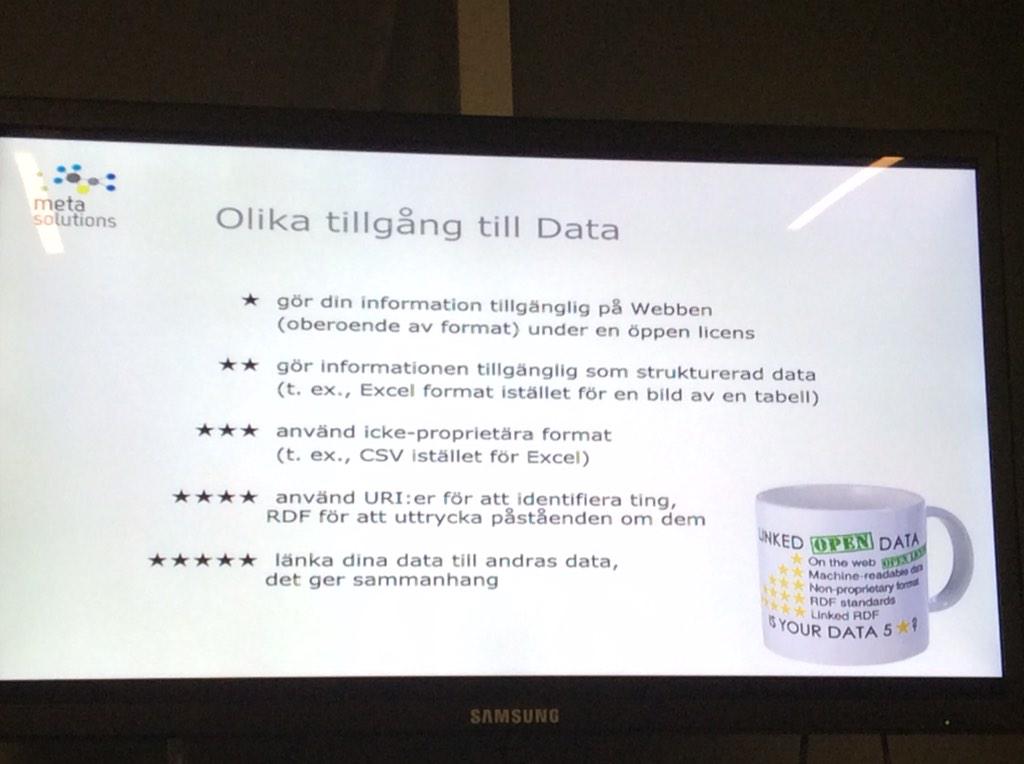 meta
solutions
Olika tillgång till Data
★ gör din information tillgänglig på Webben
(oberoende av format) under en öppen licens
★★ gör informationen tillgänglig som strukturerad data
(t. ex., Excel format istället för en bild av en tabell)
★★★ använd icke-proprietära format
(t. ex., CSV istället för Excel)
★★★★ använd URI:er för att identifiera ting,
RDF för att uttrycka påståenden om dem
★★★★★ länka dina data till andras data,
det ger sammanhang
LINKED OPEN DATA
★ On the web OPEN LICENSE
★★ Machine-readable data
★★★ Non-proprietary format
★★★★ RDF standards
★★★★★ Linked RDF
IS YOUR DATA 5 ★?
SAMSUNG